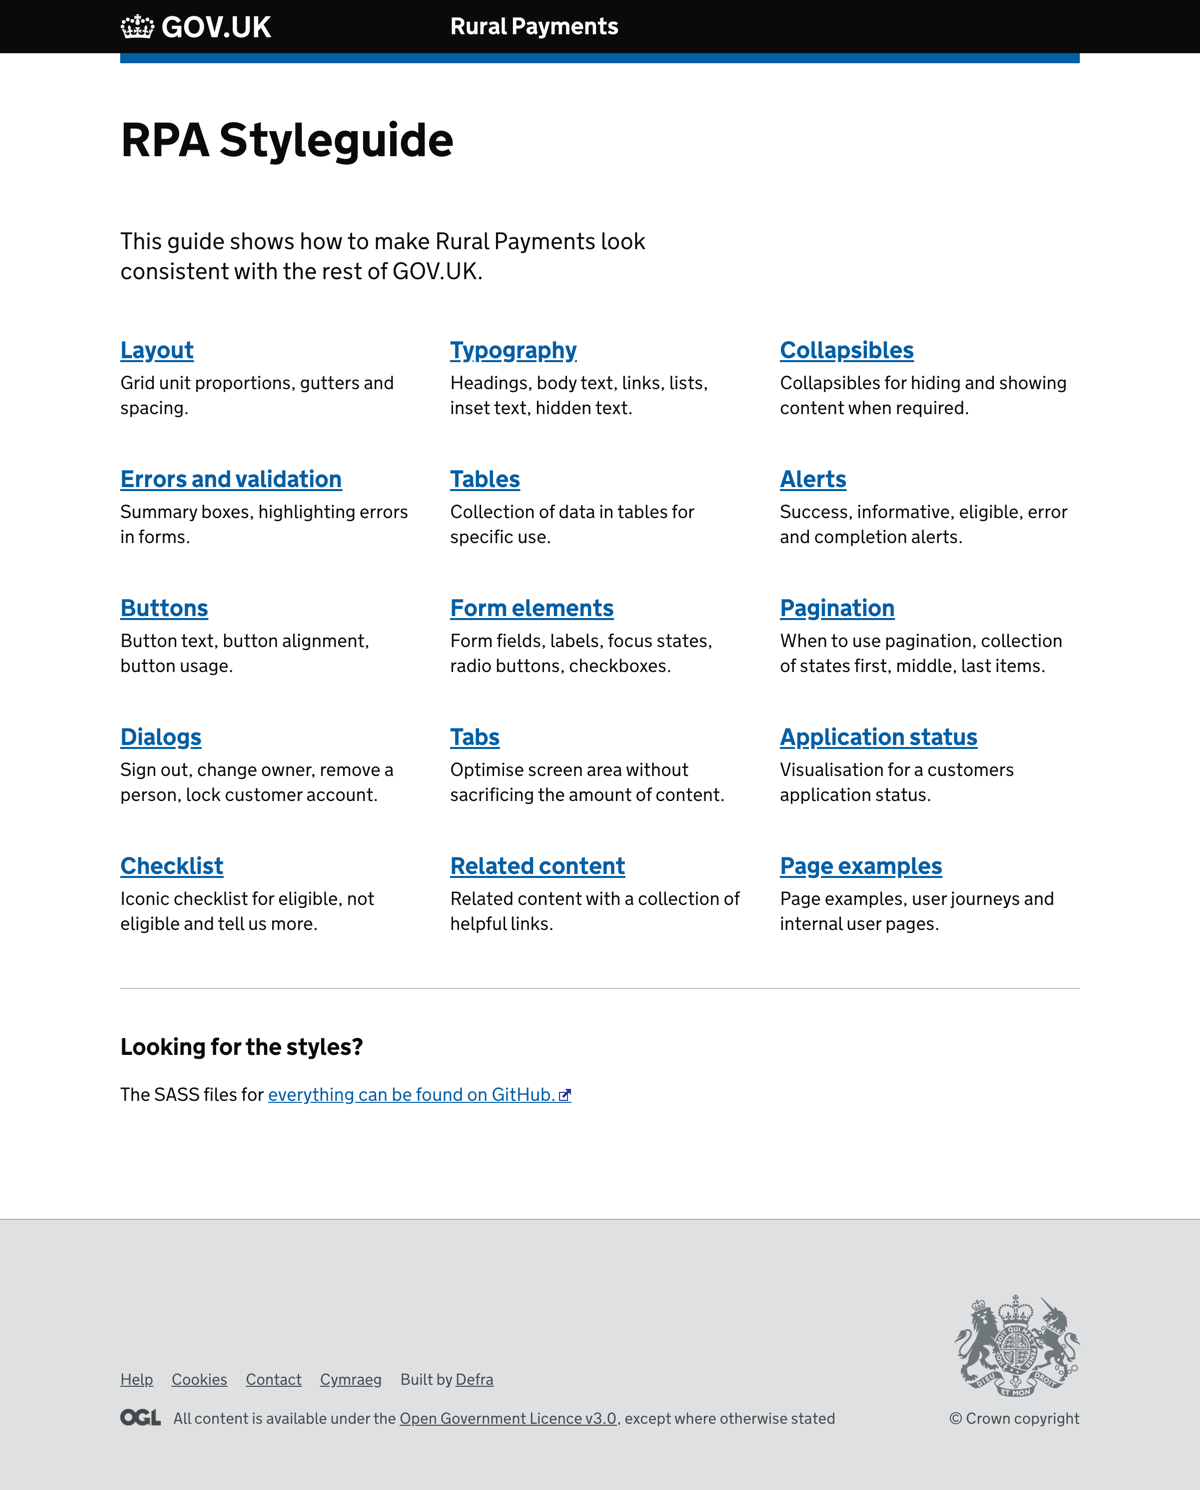 GOV.UK
Rural Payments
RPA Styleguide
This guide shows how to make Rural Payments look
consistent with the rest of GOV.UK.
Layout
Grid unit proportions, gutters and
spacing.
Typography
Headings, body text, links, lists,
inset text, hidden text.
Collapsibles
Collapsibles for hiding and showing
content when required.
Errors and validation
Summary boxes, highlighting errors
in forms.
Tables
Collection of data in tables for
specific use.
Alerts
Success, informative, eligible, error
and completion alerts.
Buttons
Button text, button alignment,
button usage.
Form elements
Form fields, labels, focus states,
radio buttons, checkboxes.
Pagination
When to use pagination, collection
of states first, middle, last items.
Dialogs
Sign out, change owner, remove a
person, lock customer account.
Tabs
Optimise screen area without
sacrificing the amount of content.
Application status
Visualisation for a customers
application status.
Checklist
Iconic checklist for eligible, not
eligible and tell us more.
Related content
Related content with a collection of
helpful links.
Page examples
Page examples, user journeys and
internal user pages.
Looking for the styles?
The SASS files for everything can be found on GitHub.
Help Cookies Contact Cymraeg Built by Defra
OGL All content is available under the Open Government Licence v3.0, except where otherwise stated
DIEU ET MON DROIT
© Crown copyright